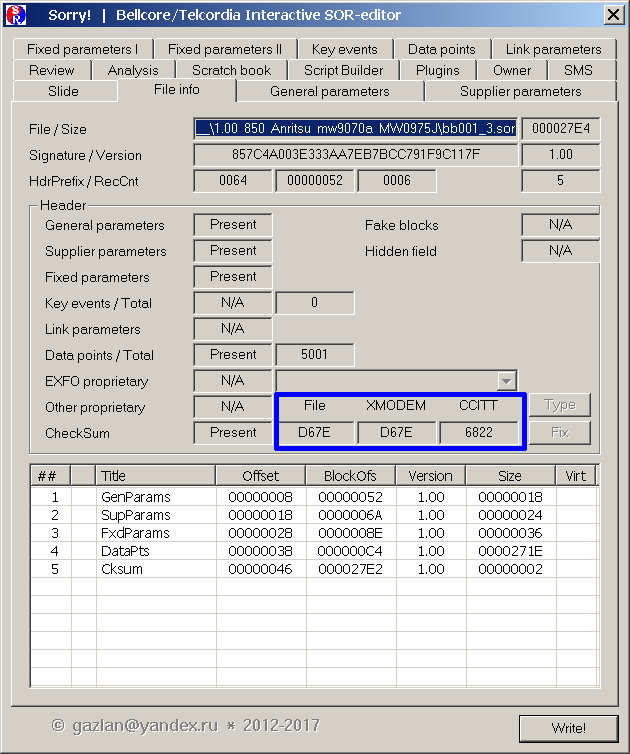 Sorry! | Bellcore/Telcordia Interactive SOR-editor
Fixed parameters I Fixed parameters II Key events Data points Link parameters
Review Analysis Scratch book Script Builder Plugins Owner SMS
Slide File info General parameters Supplier parameters
File / Size __\1.00 850 Anritsu mw9070a MW0975J\bb001_3.sor 000027E4
Signature / Version 857C4A003E333AA7EB7BCC791F9C117F 1.00
HdrPrefix / RecCnt 0064 00000052 0006 5
Header
General parameters Present Fake blocks N/A
Supplier parameters Present Hidden field N/A
Fixed parameters Present
Key events / Total N/A 0
Link parameters N/A
Data points / Total Present 5001
EXFO proprietary N/A
Other proprietary N/A File XMODEM CCITT Type
CheckSum Present D67E D67E 6822 Fix
## Title Offset BlockOfs Version Size Virt
1 GenParams 00000008 00000052 1.00 00000018
2 SupParams 00000018 0000006A 1.00 00000024
3 FxdParams 00000028 0000008E 1.00 00000036
4 DataPts 00000038 000000C4 1.00 0000271E
5 Cksum 00000046 000027E2 1.00 00000002
© gazlan@yandex.ru * 2012-2017 Write!